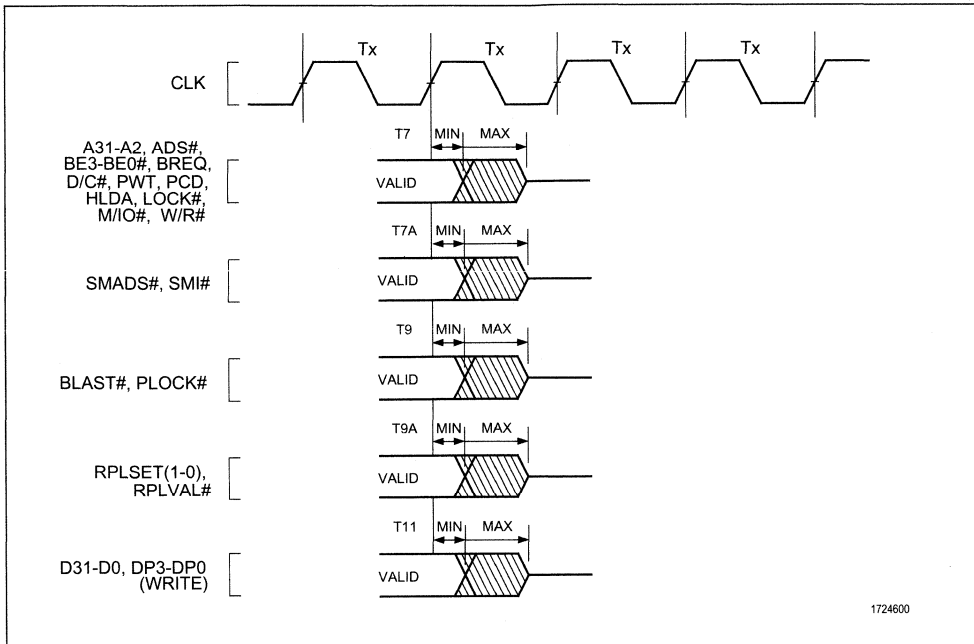 Tx Tx Tx Tx
CLK
T7 MIN MAX
A31-A2, ADS#,
BE3-BE0#, BREQ,
D/C#, PWT, PCD,
HLDA, LOCK#,
M/IO#, W/R#
VALID
T7A MIN MAX
SMADS#, SMI#
VALID
T9 MIN MAX
BLAST#, PLOCK#
VALID
T9A MIN MAX
RPLSET(1-0),
RPLVAL#
VALID
T11 MIN MAX
D31-D0, DP3-DP0
(WRITE)
VALID
1724600